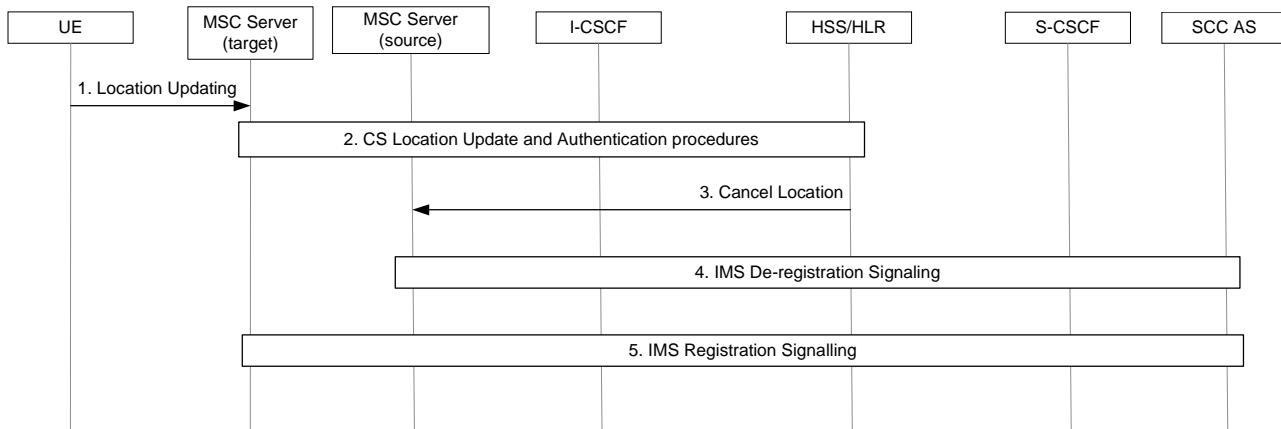 UE
MSC Server
(target)
MSC Server
(source)
I-CSCF
HSS/HLR
S-CSCF
SCC AS
1. Location Updating
2. CS Location Update and Authentication procedures
3. Cancel Location
4. IMS De-registration Signaling
5. IMS Registration Signalling